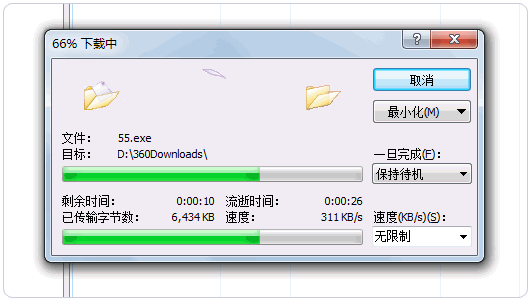 66% 下载中
取消
最小化(M)
文件： 55.exe
目标： D:\360Downloads\
一旦完成(F):
保持待机
剩余时间： 0:00:10 流逝时间： 0:00:26
已传输字节数： 6,434 KB 速度： 311 KB/s
速度(KB/s)(S):
无限制